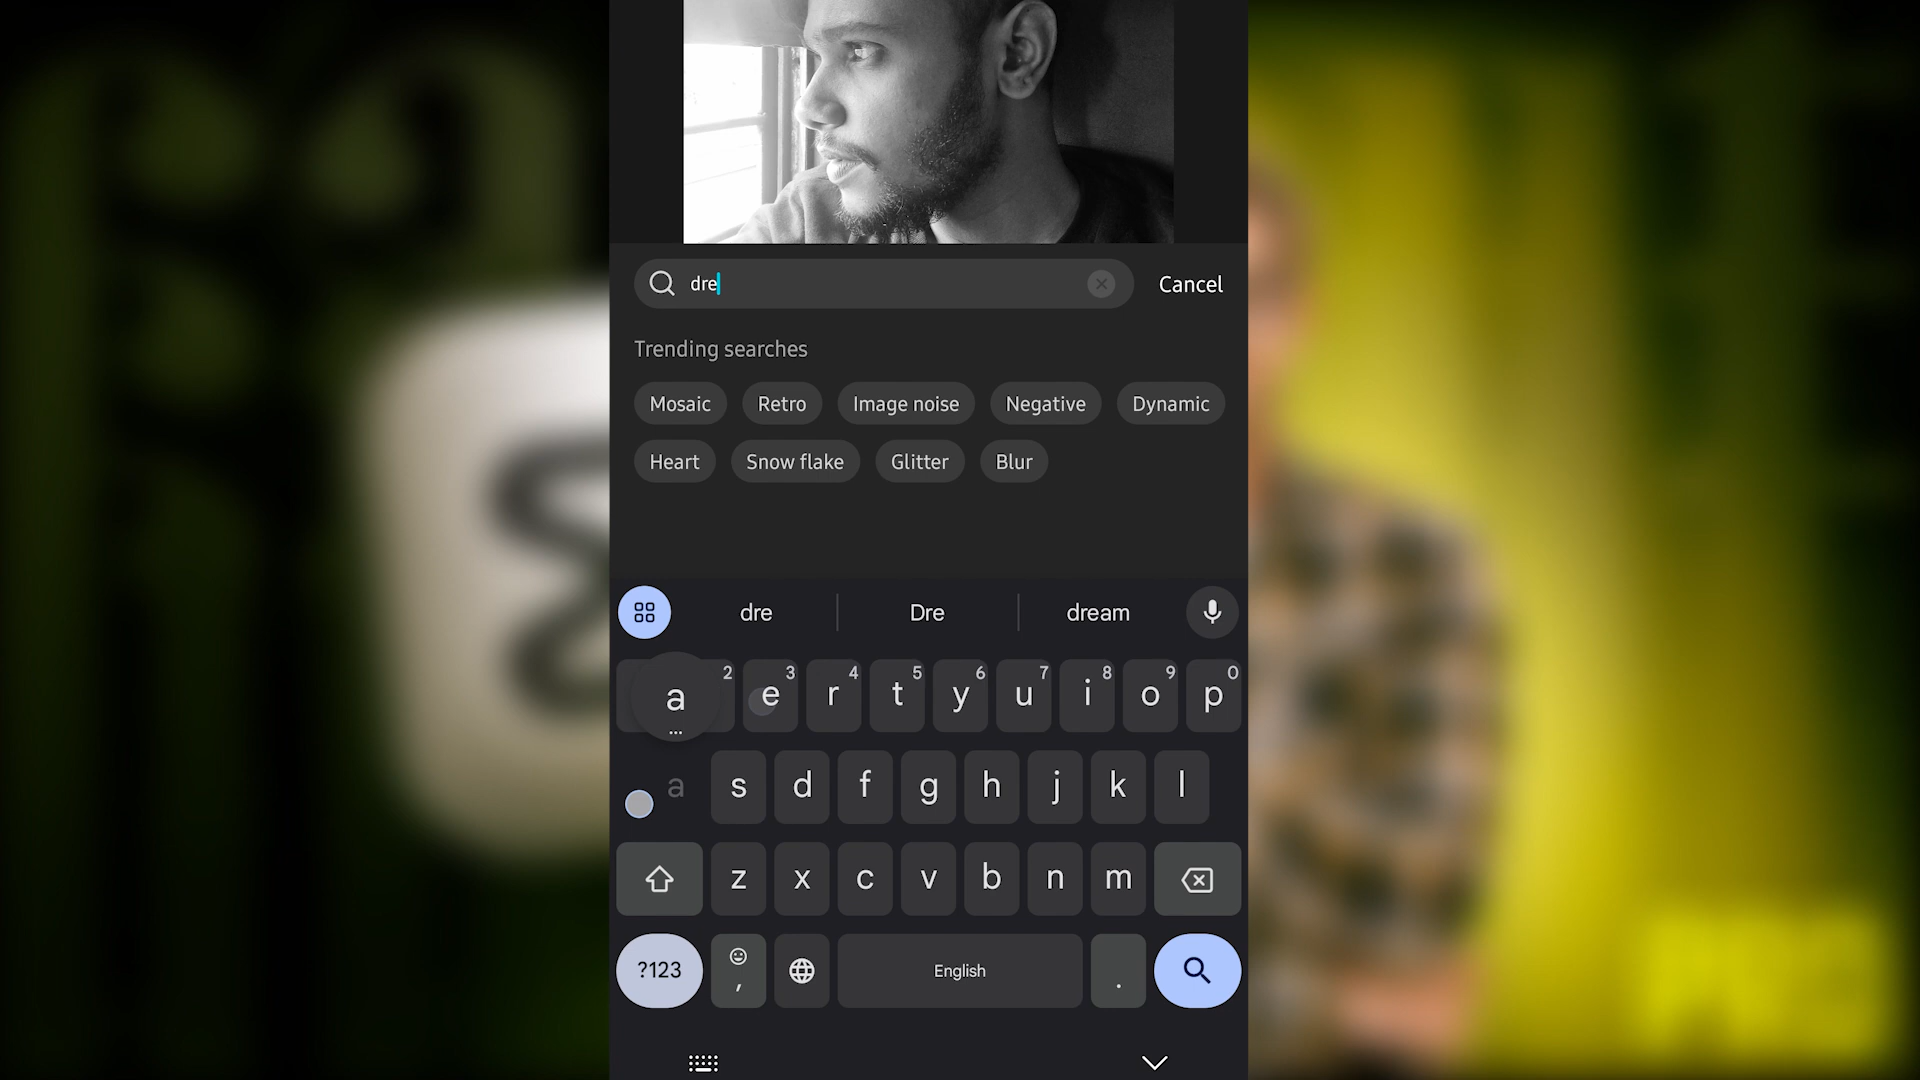 dre
Cancel
Trending searches
Mosaic Retro Image noise Negative Dynamic
Heart Snow flake Glitter Blur
dre Dre dream
a 2 e 3 r 4 t 5 y 6 u 7 i 8 o 9 p 0
...
a s d f g h j k l
z x c v b n m
?123 , English .